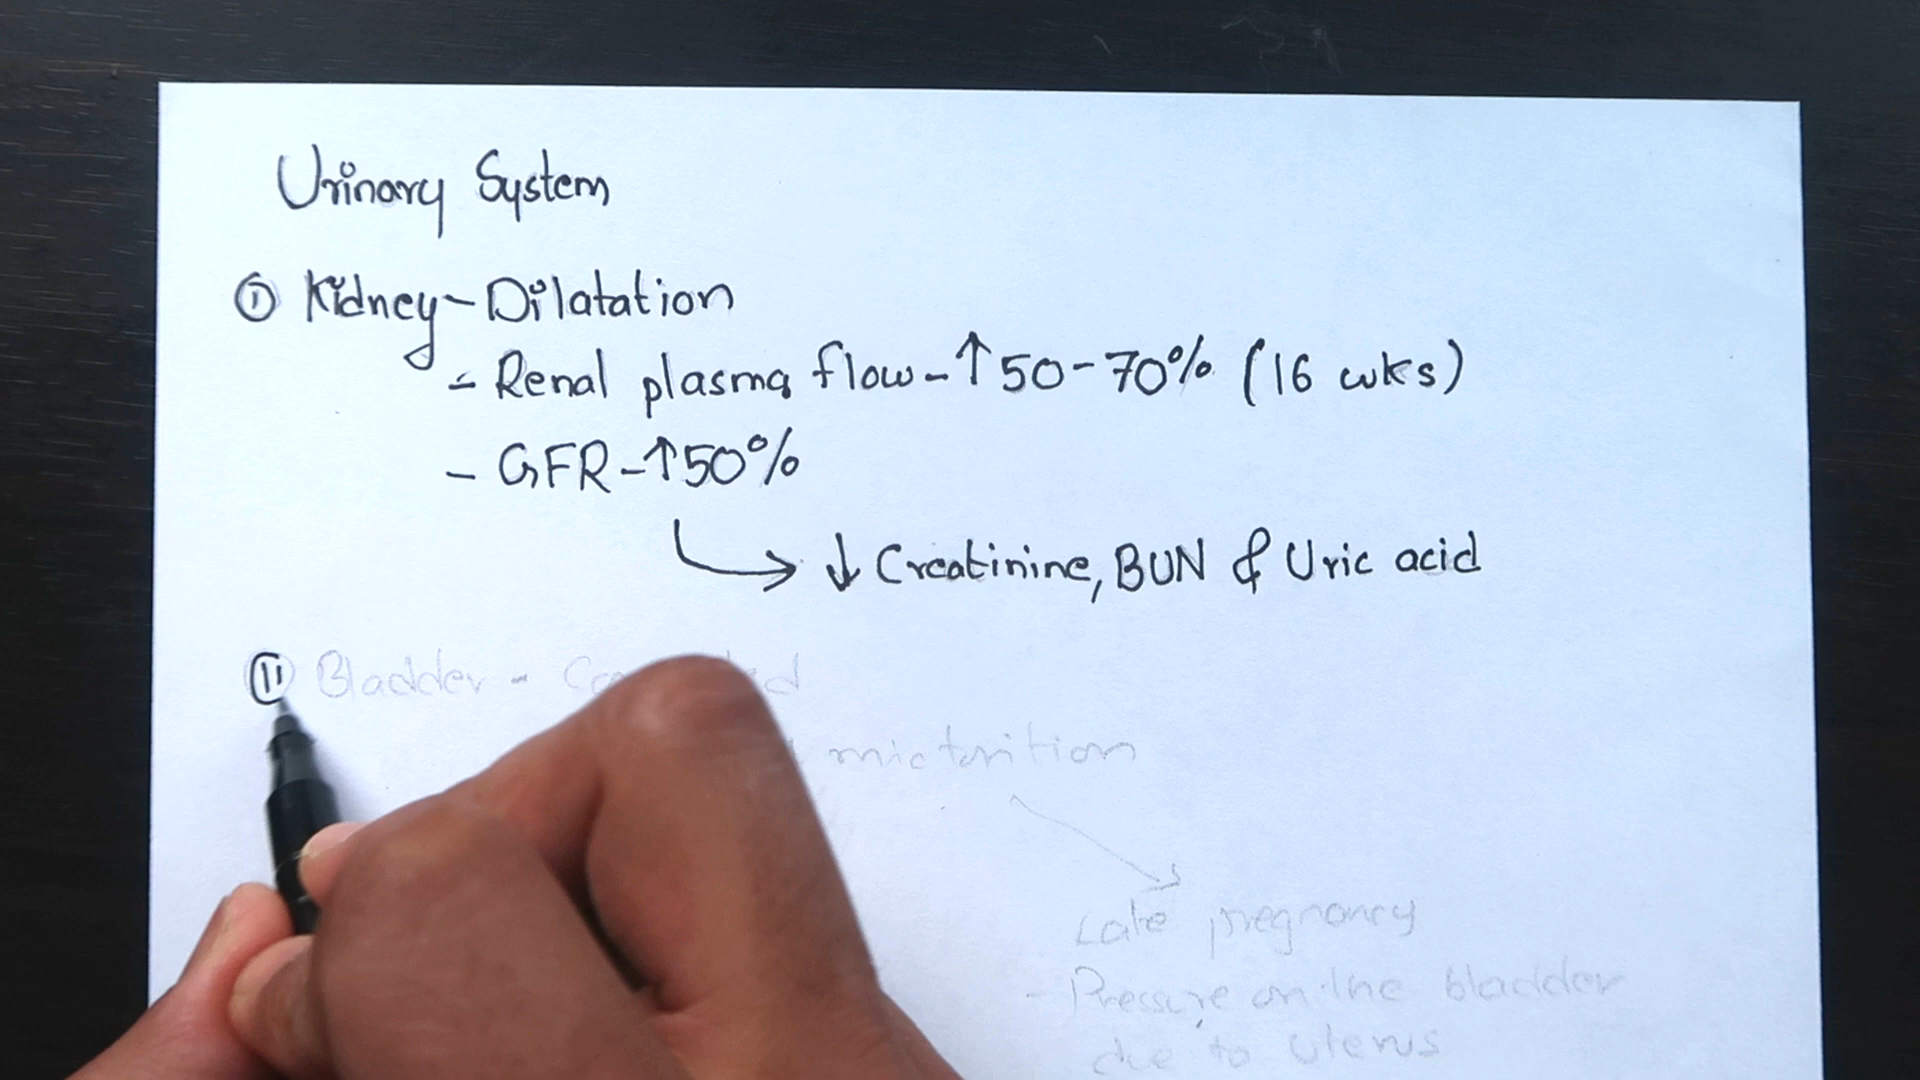 Urinary System
① Kidney - Dilatation
- Renal plasma flow - ↑ 50-70% (16 wks)
- GFR - ↑ 50%
↓ Creatinine, BUN & Uric acid
ⅱ Bladder -
micturition
Late pregnancy
- Pressure on the bladder
due to uterus